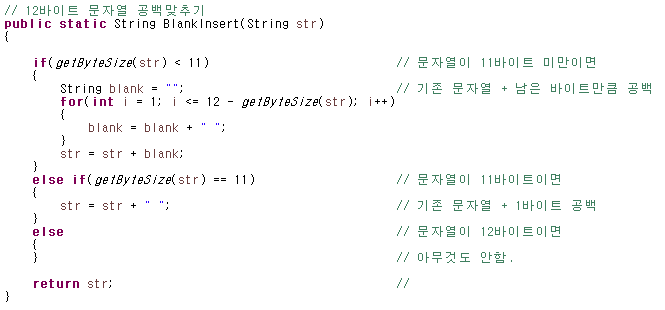 // 12바이트 문자열 공백맞추기
public static String BlankInsert(String str)
{
if(getByteSize(str) < 11) // 문자열이 11바이트 미만이면
{
String blank = ""; // 기존 문자열 + 남은 바이트만큼 공백
for(int i = 1; i <= 12 - getByteSize(str); i++)
{
blank = blank + " ";
}
str = str + blank;
}
else if(getByteSize(str) == 11) // 문자열이 11바이트이면
{
str = str + " "; // 기존 문자열 + 1바이트 공백
}
else // 문자열이 12바이트이면
{
} // 아무것도 안함.
return str; //
}